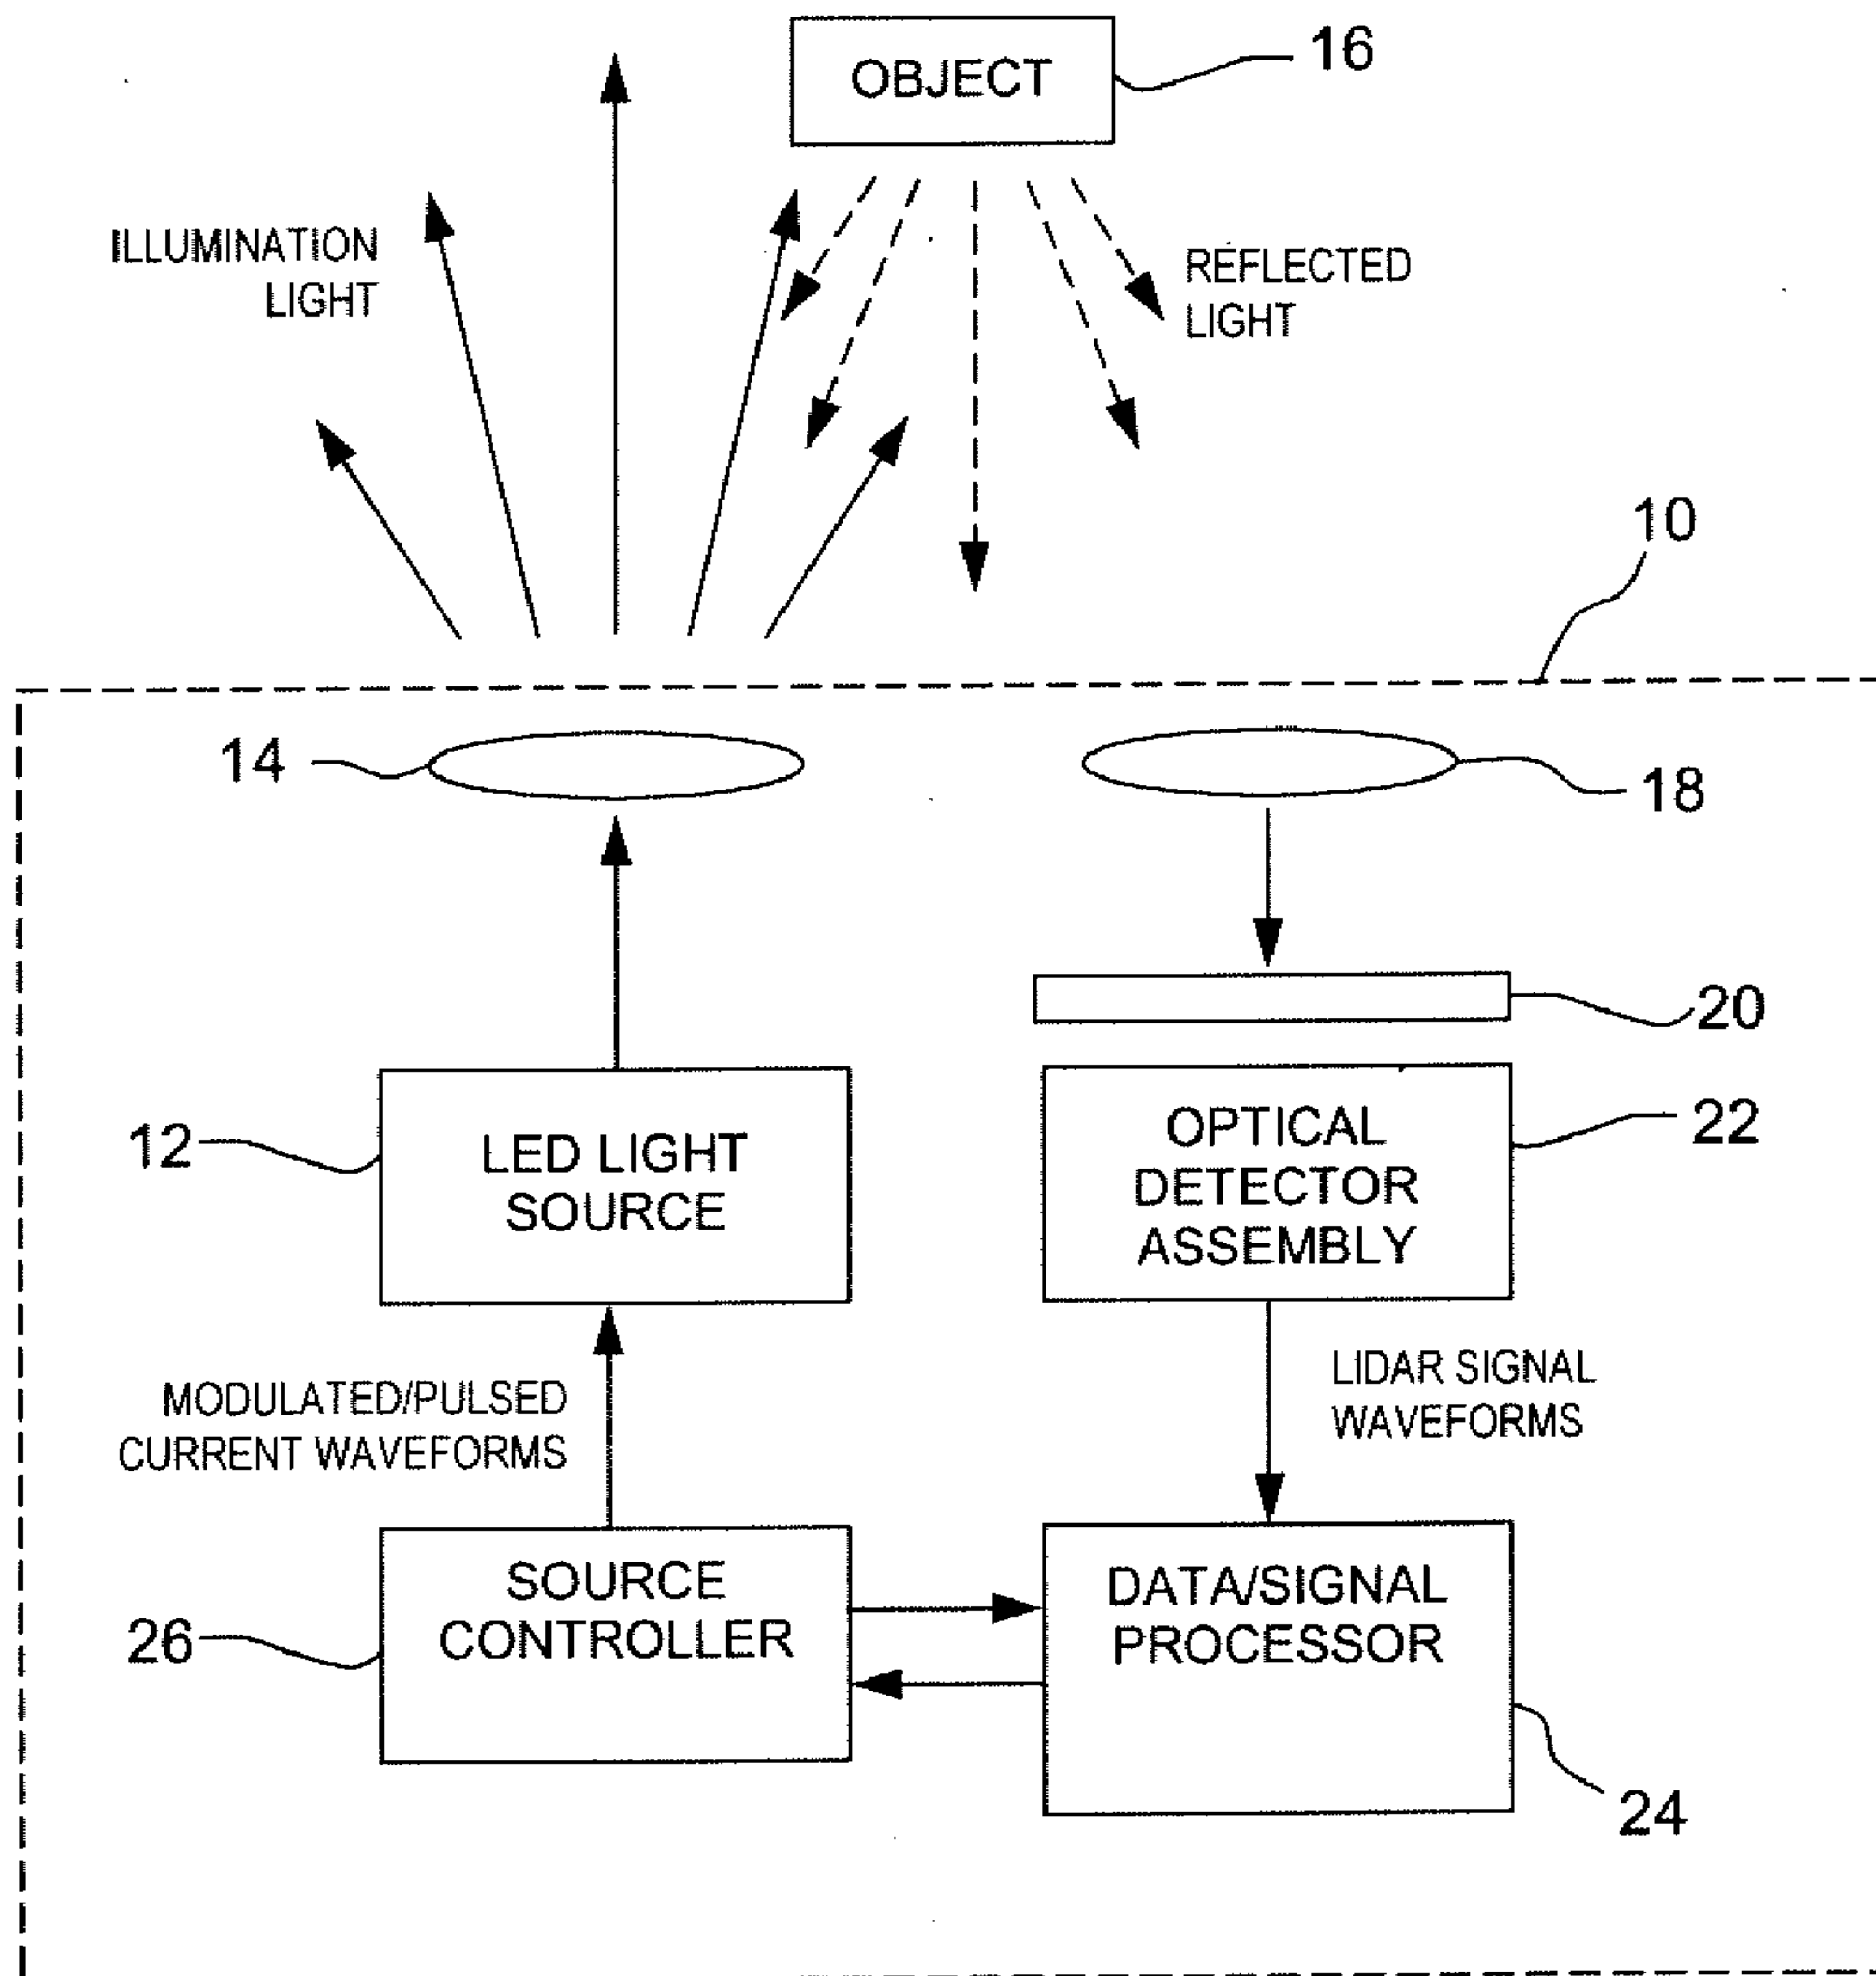 OBJECT
16
ILLUMINATION
LIGHT
REFLECTED
LIGHT
10
14
18
20
12
LED LIGHT
SOURCE
OPTICAL
DETECTOR
ASSEMBLY
22
MODULATED/PULSED
CURRENT WAVEFORMS
LIDAR SIGNAL
WAVEFORMS
26
SOURCE
CONTROLLER
DATA/SIGNAL
PROCESSOR
24